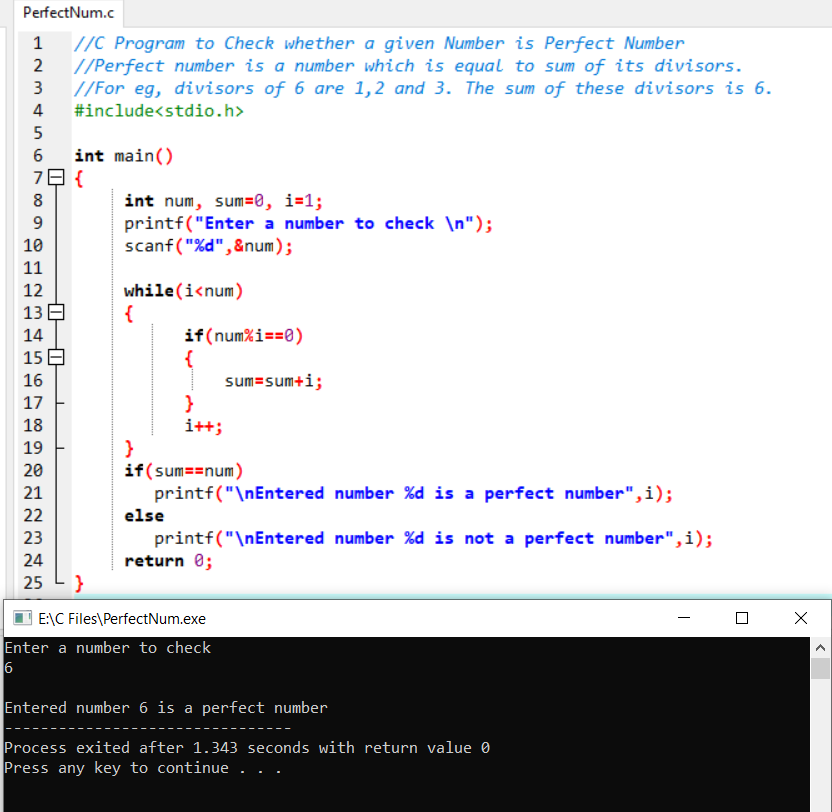 PerfectNum.c
1 //C Program to Check whether a given Number is Perfect Number
2 //Perfect number is a number which is equal to sum of its divisors.
3 //For eg, divisors of 6 are 1,2 and 3. The sum of these divisors is 6.
4 #include<stdio.h>
5
6 int main()
7 {
8 int num, sum=0, i=1;
9 printf("Enter a number to check \n");
10 scanf("%d",&num);
11
12 while(i<num)
13 {
14 if(num%i==0)
15 {
16 sum=sum+i;
17 }
18 i++;
19 }
20 if(sum==num)
21 printf("\nEntered number %d is a perfect number",i);
22 else
23 printf("\nEntered number %d is not a perfect number",i);
24 return 0;
25 }
E:\C Files\PerfectNum.exe
Enter a number to check
6
Entered number 6 is a perfect number
--------------------------------
Process exited after 1.343 seconds with return value 0
Press any key to continue . . .